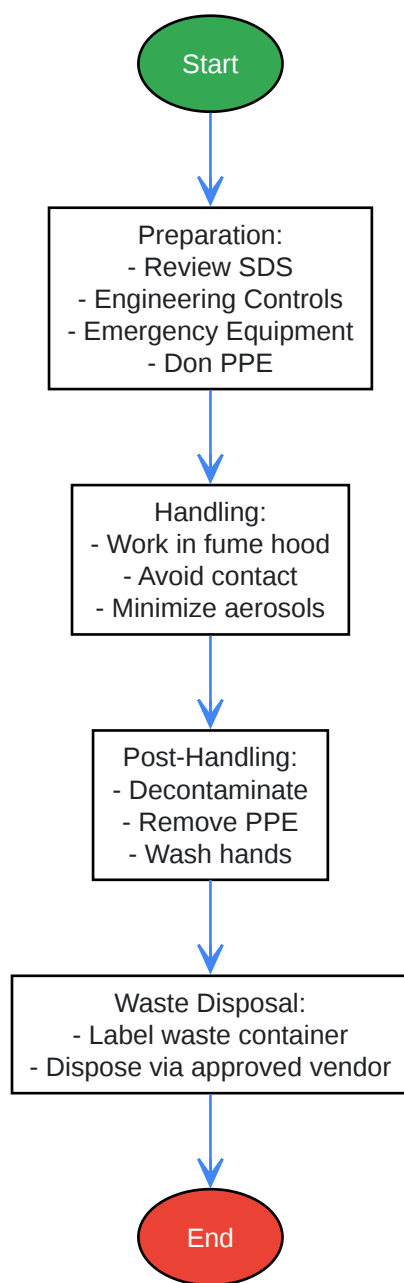 Start
Preparation:
- Review SDS
- Engineering Controls
- Emergency Equipment
- Don PPE
Handling:
- Work in fume hood
- Avoid contact
- Minimize aerosols
Post-Handling:
- Decontaminate
- Remove PPE
- Wash hands
Waste Disposal:
- Label waste container
- Dispose via approved vendor
End